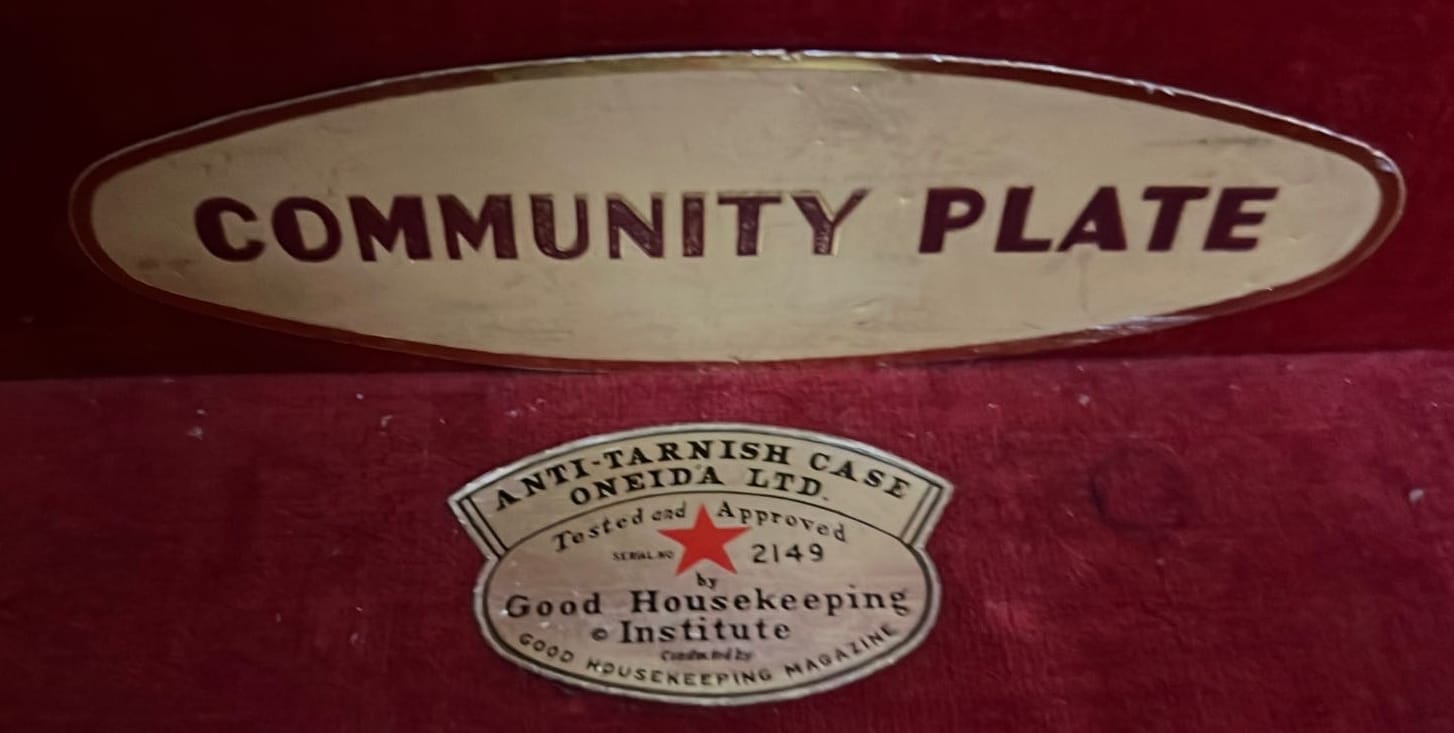 COMMUNITY PLATE
ANTI-TARNISH CASE
ONEIDA LTD.
Tested and Approved
SERIAL NO 2149
by
Good Housekeeping
© Institute
Conducted by
GOOD HOUSEKEEPING MAGAZINE